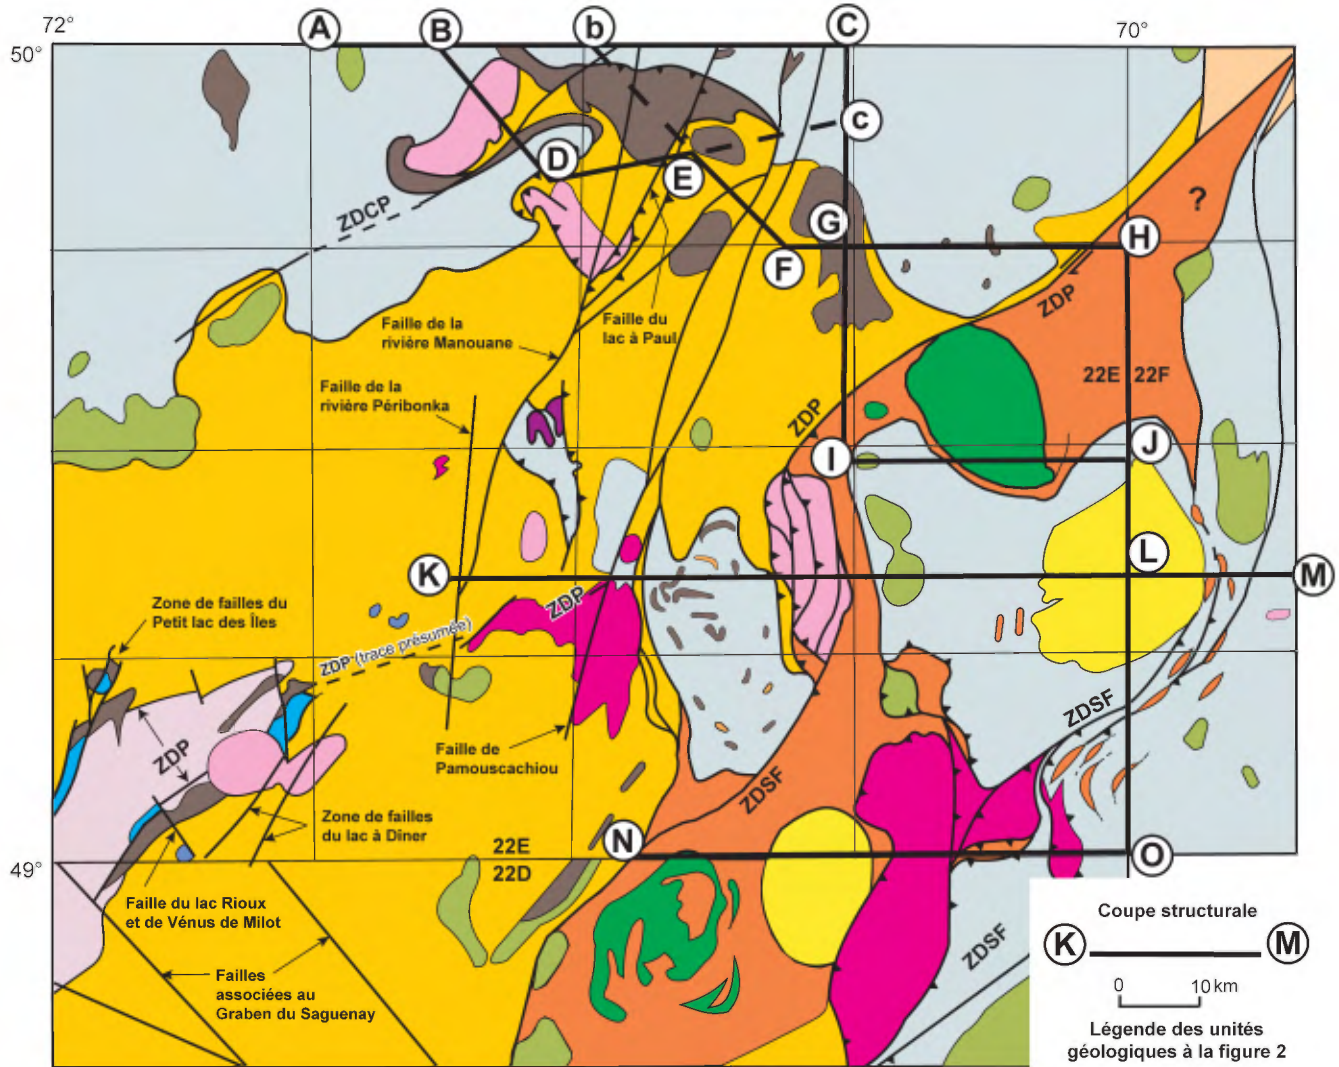 72°
70°
50°
A
B
b
C
c
D
E
ZDCP
G
H
F
?
ZDP
Faille de la
rivière Manouane
Faille du
lac à Paul
22E
22F
Faille de la
rivière Péribonka
ZDP
I
J
K
L
M
Zone de failles du
Petit lac des Îles
ZDP
ZDP (trace présumée)
ZDSF
ZDP
Faille de
Pamouscachiou
ZDSF
Zone de failles
du lac à Dîner
22E
22D
N
O
49°
Faille du lac Rioux
et de Vénus de Milot
Failles
associées au
Graben du Saguenay
ZDSF
Coupe structurale
K
M
0
10 km
Légende des unités
géologiques à la figure 2